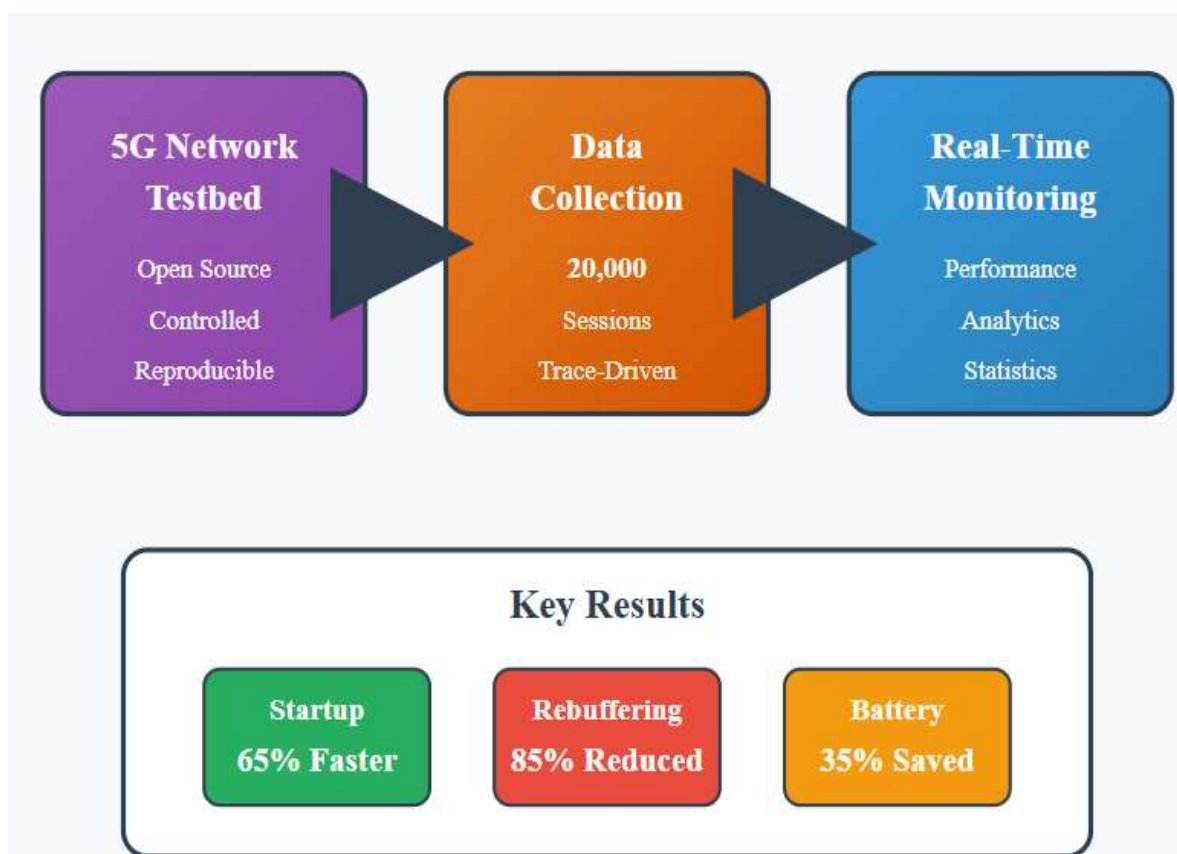 5G Network
Testbed
Open Source
Controlled
Reproducible
Data
Collection
20,000
Sessions
Trace-Driven
Real-Time
Monitoring
Performance
Analytics
Statistics
Key Results
Startup
65% Faster
Rebuffering
85% Reduced
Battery
35% Saved